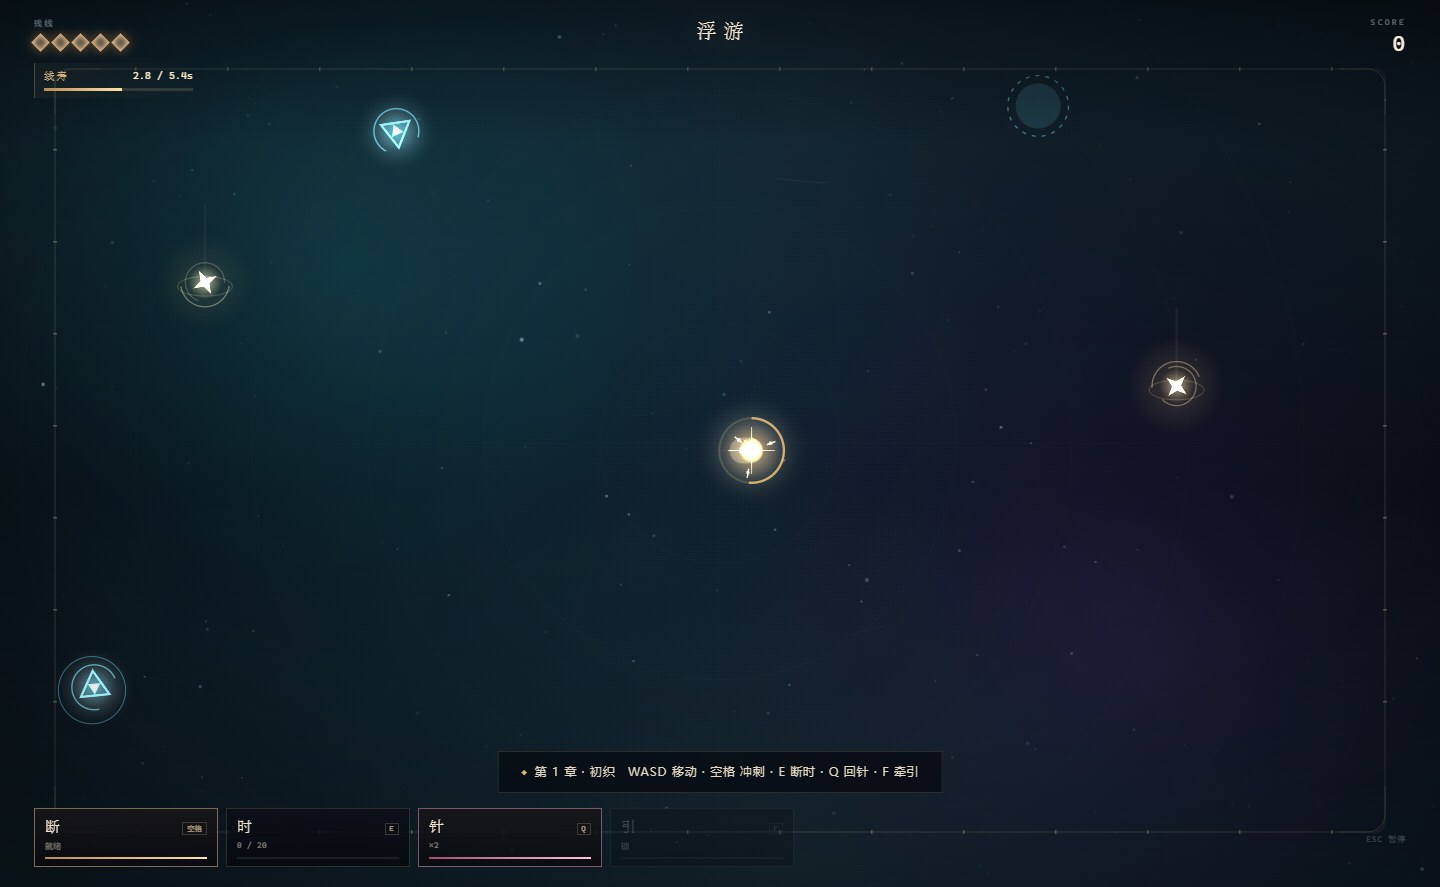 残线
浮游
SCORE
0
线寿 2.8 / 5.4s
第 1 章 · 初织 WASD 移动 · 空格 冲刺 · E 断时 · Q 回针 · F 牵引
断 空格
就绪
时 E
0 / 20
针 Q
×2
引
锁
ESC 暂停